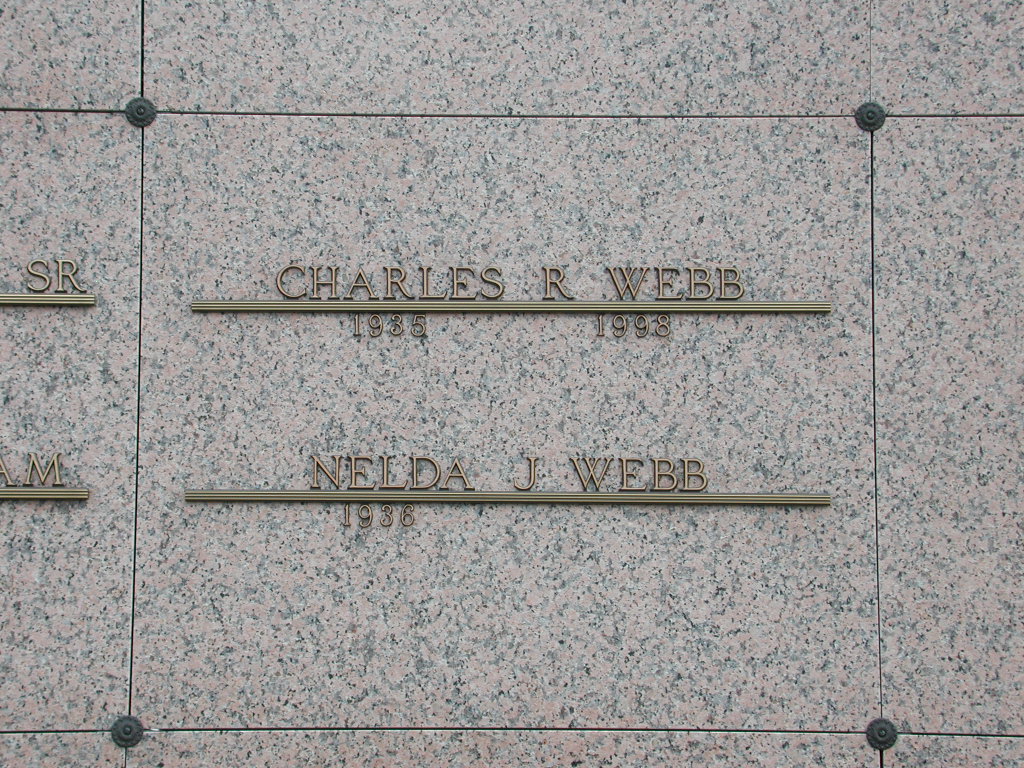 SR
CHARLES R WEBB
1935 1998
AM
NELDA J WEBB
1936